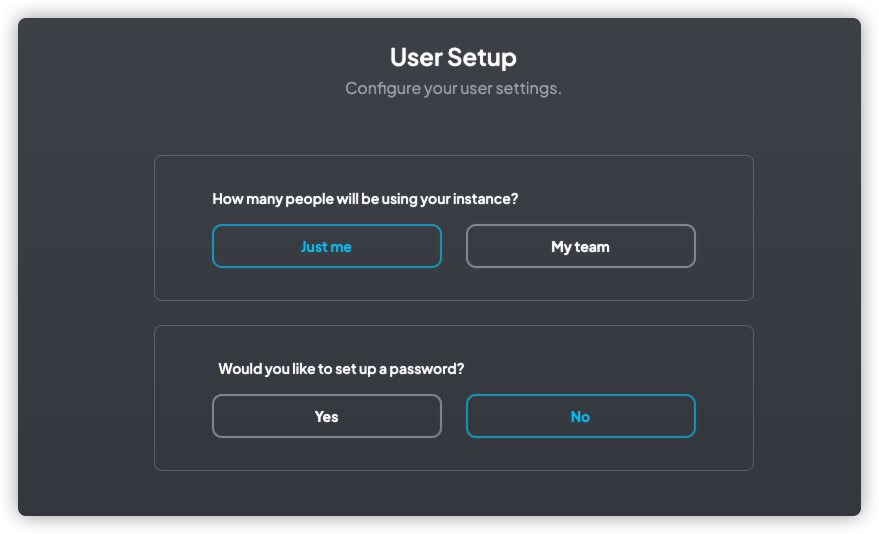 User Setup
Configure your user settings.
How many people will be using your instance?
Just me
My team
Would you like to set up a password?
Yes
No